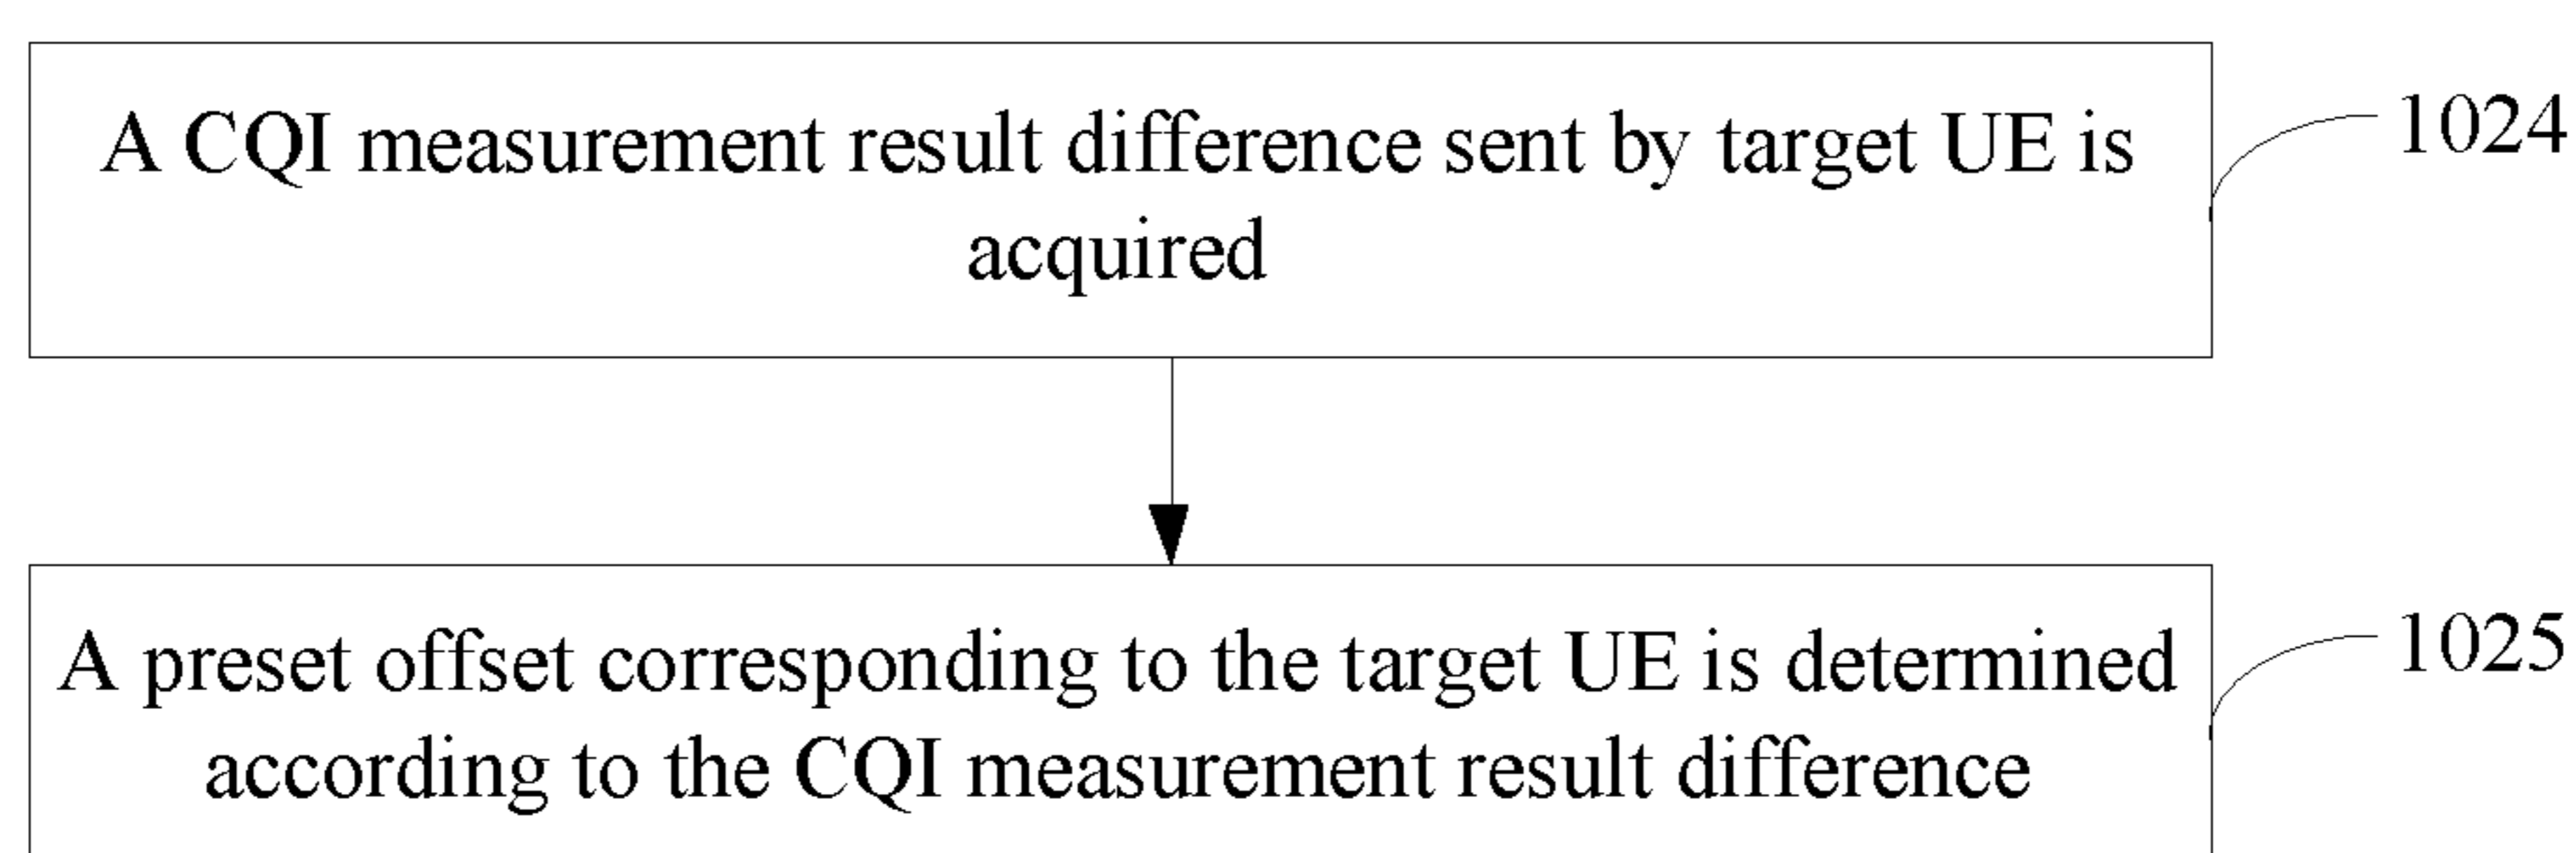 A CQI measurement result difference sent by target UE is
acquired
1024
A preset offset corresponding to the target UE is determined
according to the CQI measurement result difference
1025